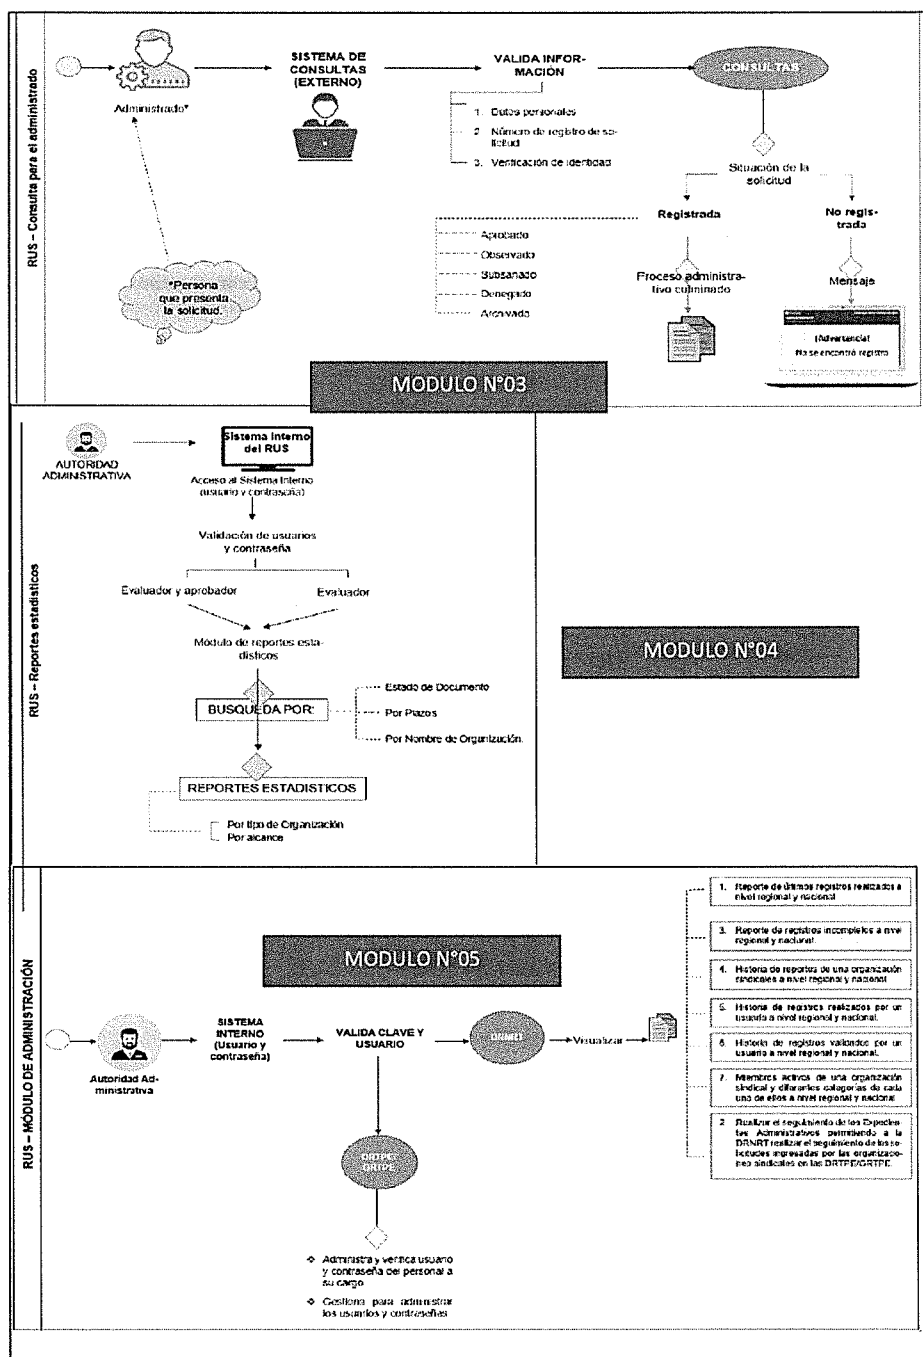 RUS – Consulta para el administrado
Administrado*
SISTEMA DE
CONSULTAS
(EXTERNO)
VALIDA INFOR-
MACIÓN
1. Datos personales
2. Número de registro de so-
licitud
3. Verificación de identidad
CONSULTAS
Situación de la
solicitud
Registrada
No regis-
trada
Aprobado
Observado
Subsanado
Denegado
Archivado
Proceso administra-
tivo culminado
Mensaje
¡Advertencia!
No se encontró registro
*Persona
que presenta
la solicitud.
MODULO N°03
RUS – Reportes estadísticos
AUTORIDAD
ADMINISTRATIVA
Sistema Interno
del RUS
Acceso al Sistema Interno
(usuario y contraseña)
Validación de usuarios
y contraseña
Evaluador y aprobador
Evaluador
Módulo de reportes esta-
dísticos
BUSQUEDA POR:
Estado de Documento
Por Plazos
Por Nombre de Organización.
REPORTES ESTADISTICOS
Por tipo de Organización
Por alcance
MODULO N°04
RUS – MÓDULO DE ADMINISTRACIÓN
MODULO N°05
Autoridad Ad-
ministrativa
SISTEMA
INTERNO
(Usuario y
contraseña)
VALIDA CLAVE Y
USUARIO
Visualizar
DRTPE
GRTPE
❖ Administra y verifica usuario
y contraseña del personal a
su cargo
❖ Gestiona para administrar
los usuarios y contraseñas
1. Reporte de últimos registros realizados a
nivel regional y nacional
3. Reporte de registros incompletos a nivel
regional y nacional.
4. Historia de reportes de una organización
sindicales a nivel regional y nacional
5. Historia de registros realizados por un
usuario a nivel regional y nacional.
6. Historia de registros validados por un
usuario a nivel regional y nacional.
7. Miembros activos de una organización
sindical y diferentes categorías de cada
uno de ellos a nivel regional y nacional
2. Realizar el seguimiento de los Expedien-
tes Administrativos permitiendo a la
DRNRT realizar el seguimiento de las so-
licitudes ingresadas por las organizacio-
nes sindicales en las DRTPE/GRTPE.